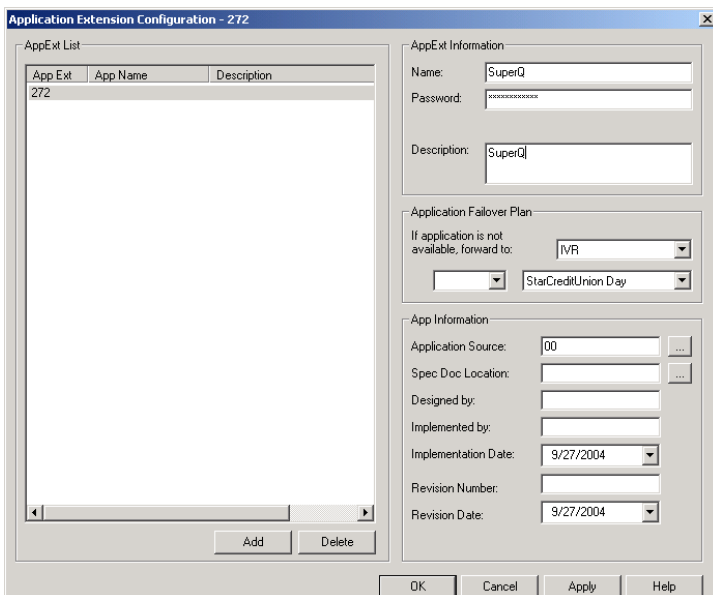 Application Extension Configuration - 272
AppExt List
App Ext App Name Description
272
Add Delete
AppExt Information
Name: SuperQ
Password: xxxxxxxxxxxx
Description: SuperQ
Application Failover Plan
If application is not
available, forward to: IVR
StarCreditUnion Day
App Information
Application Source: 00 ...
Spec Doc Location: ...
Designed by:
Implemented by:
Implementation Date: 9/27/2004
Revision Number:
Revision Date: 9/27/2004
OK Cancel Apply Help